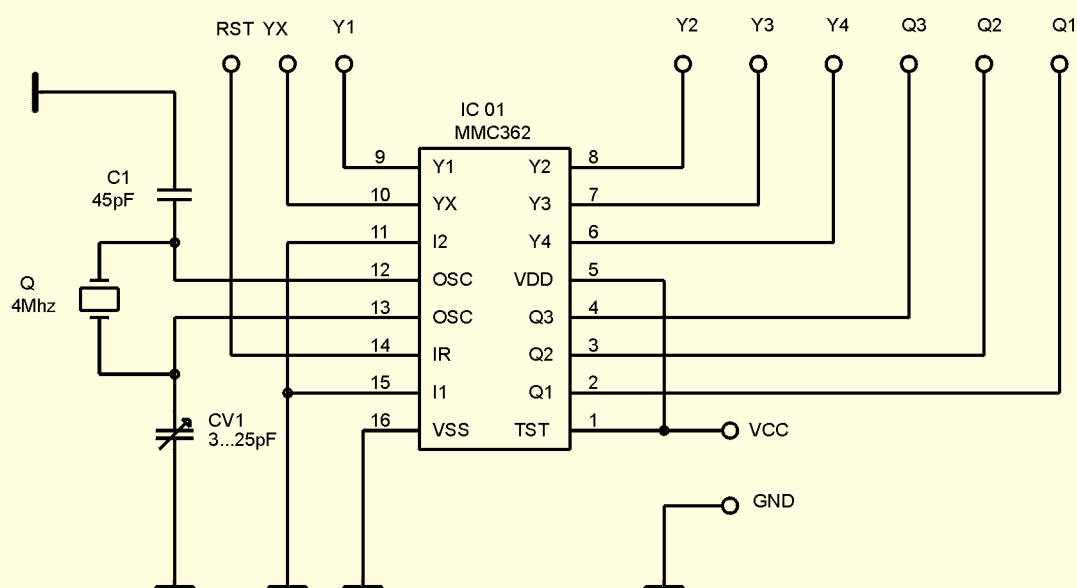 RST YX Y1 Y2 Y3 Y4 Q3 Q2 Q1
IC 01
MMC362
9 Y1 Y2 8
C1
45pF
10 YX Y3 7
11 I2 Y4 6
12 OSC VDD 5
Q
4Mhz
13 OSC Q3 4
14 IR Q2 3
15 I1 Q1 2
CV1
3...25pF
16 VSS TST 1 VCC
GND